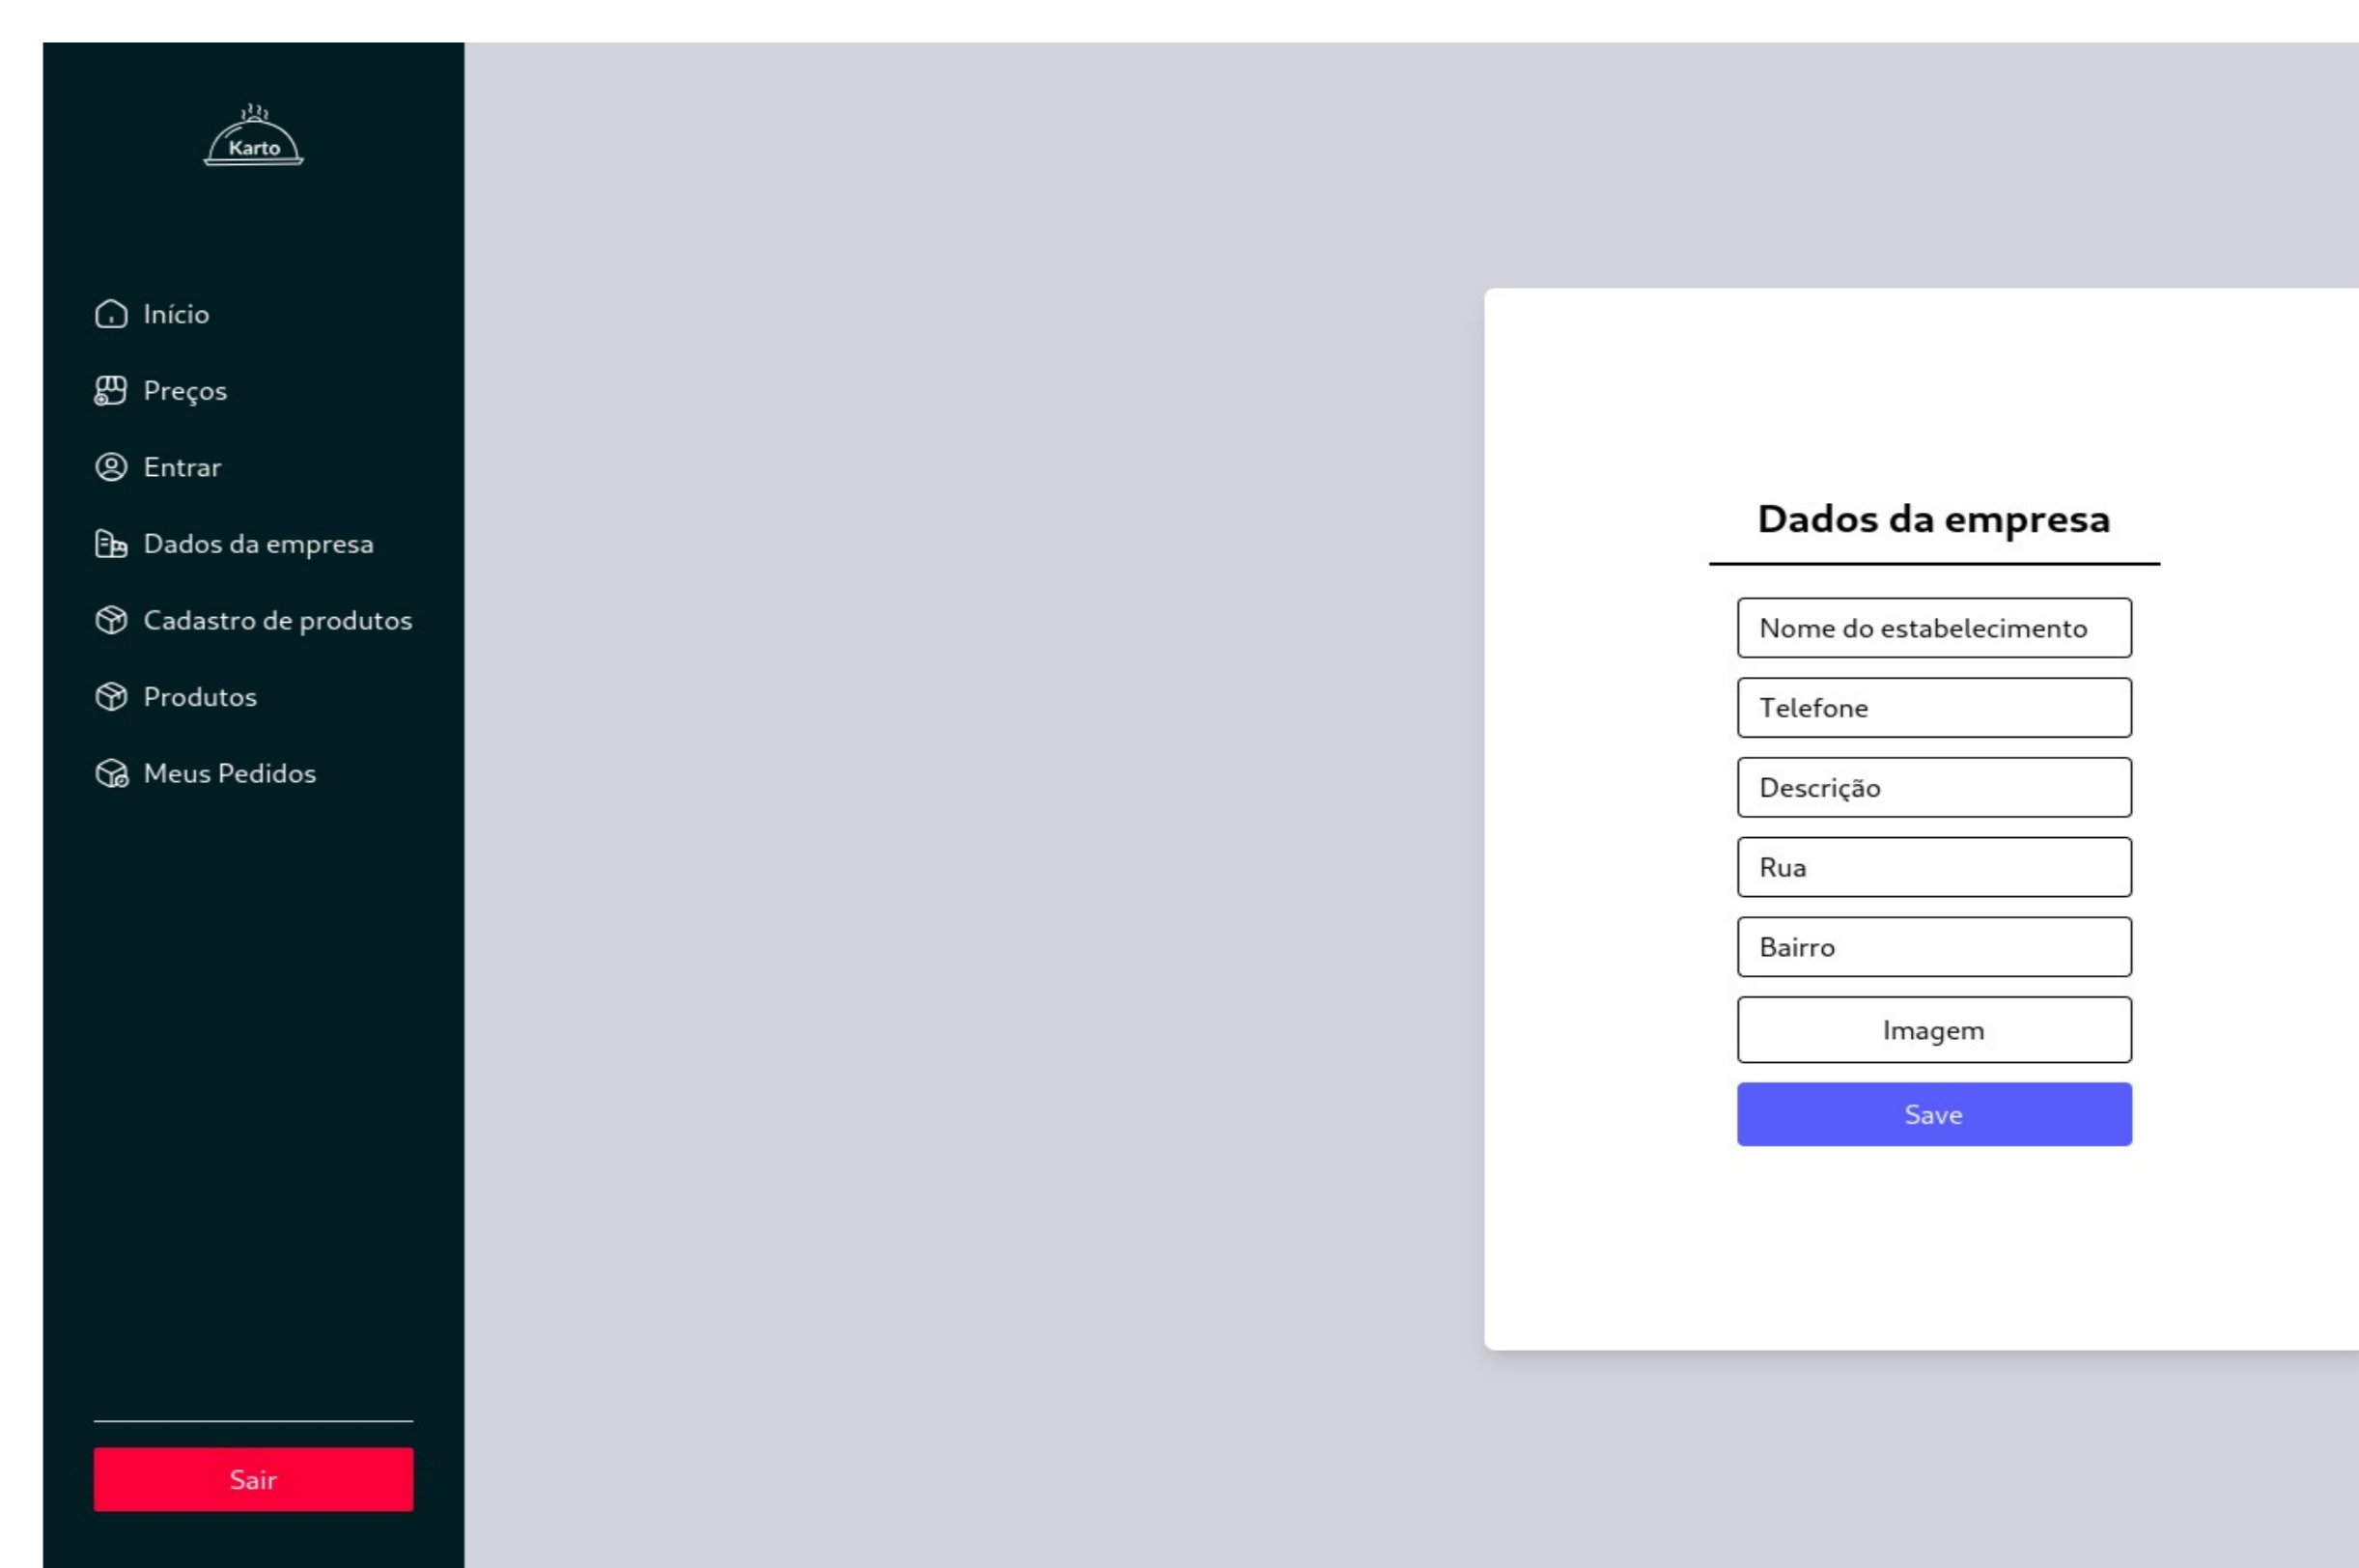 Karto
Início
Preços
Entrar
Dados da empresa
Cadastro de produtos
Produtos
Meus Pedidos
Sair
Dados da empresa
Nome do estabelecimento
Telefone
Descrição
Rua
Bairro
Imagem
Save